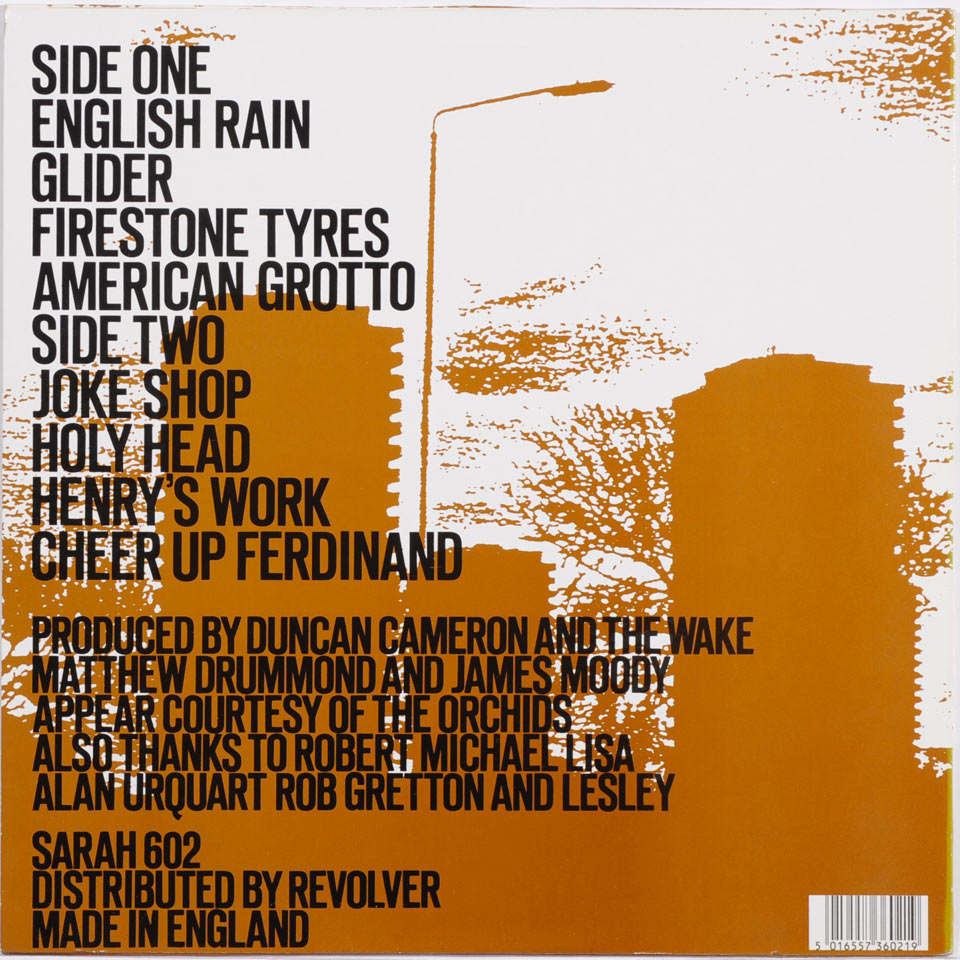 SIDE ONE
ENGLISH RAIN
GLIDER
FIRESTONE TYRES
AMERICAN GROTTO
SIDE TWO
JOKE SHOP
HOLY HEAD
HENRY'S WORK
CHEER UP FERDINAND
PRODUCED BY DUNCAN CAMERON AND THE WAKE
MATTHEW DRUMMOND AND JAMES MOODY
APPEAR COURTESY OF THE ORCHIDS
ALSO THANKS TO ROBERT MICHAEL LISA
ALAN URQUART ROB GRETTON AND LESLEY
SARAH 602
DISTRIBUTED BY REVOLVER
MADE IN ENGLAND
5 016557 360219